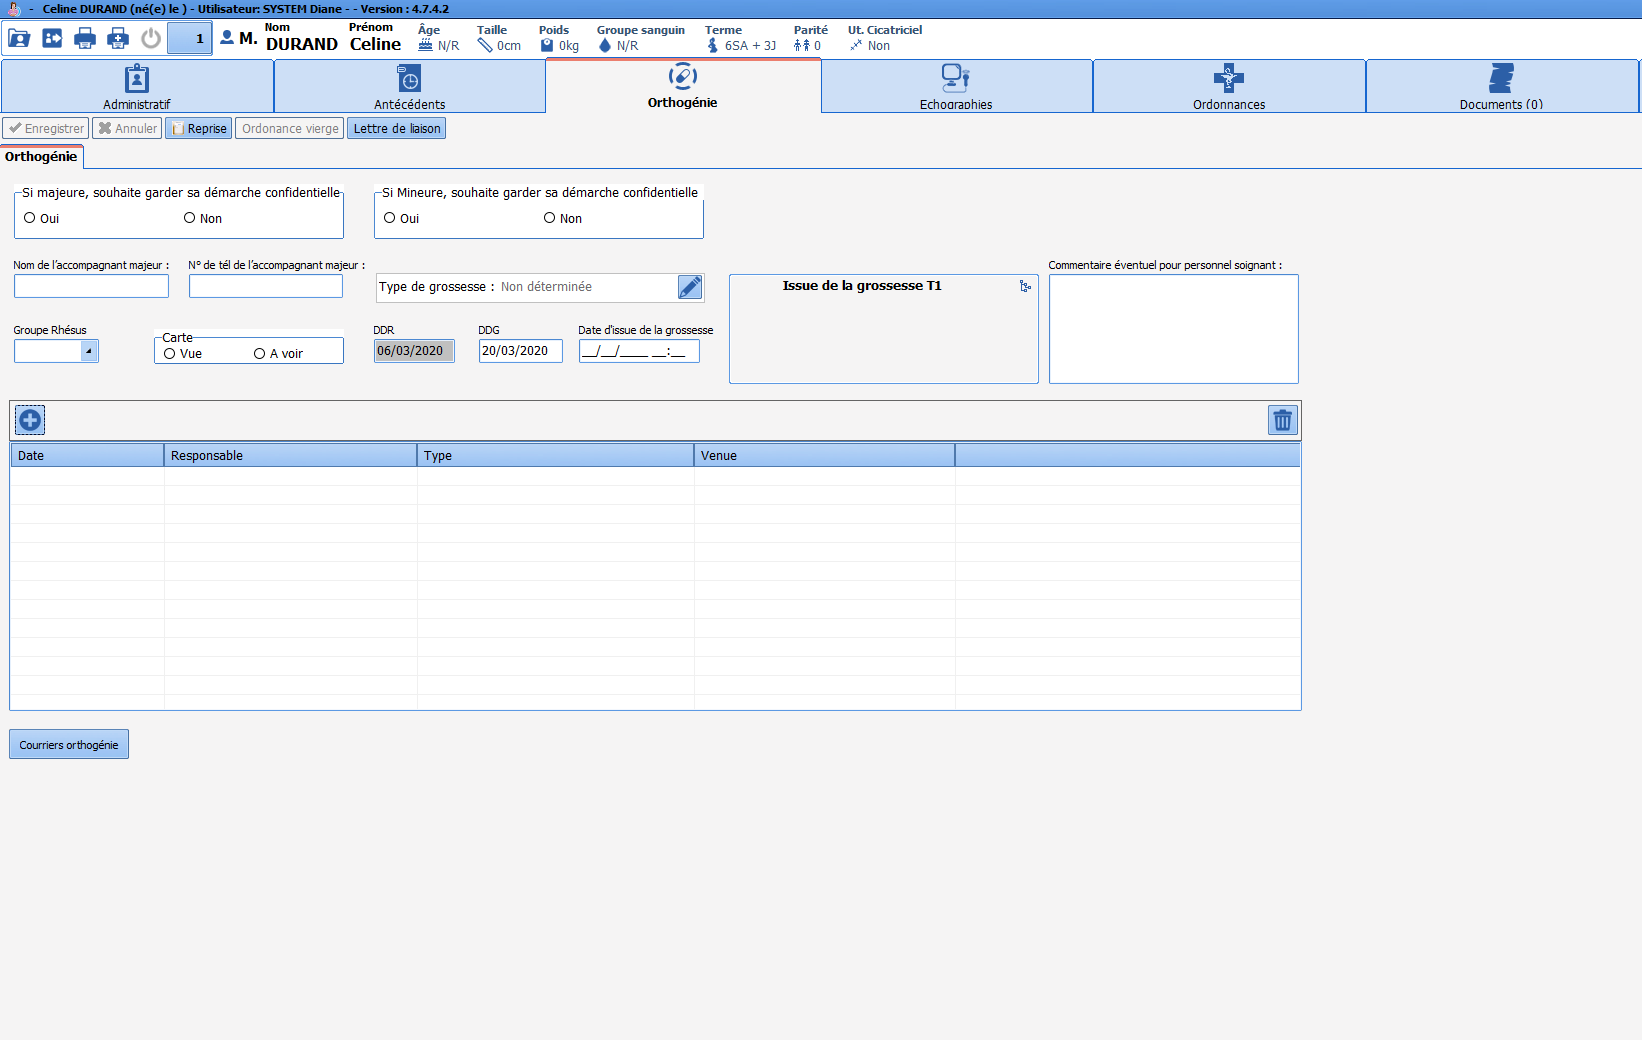 - Celine DURAND (né(e) le ) - Utilisateur: SYSTEM Diane - - Version : 4.7.4.2
1 M. Nom DURAND Prénom Celine Âge N/R Taille 0cm Poids 0kg Groupe sanguin N/R Terme 6SA + 3J Parité 0 Ut. Cicatriciel Non
Administratif Antécédents Orthogénie Echographies Ordonnances Documents (0)
Enregistrer Annuler Reprise Ordonance vierge Lettre de liaison
Orthogénie
Si majeure, souhaite garder sa démarche confidentielle Si Mineure, souhaite garder sa démarche confidentielle
Oui Non Oui Non
Nom de l'accompagnant majeur : N° de tél de l'accompagnant majeur : Commentaire éventuel pour personnel soignant :
Type de grossesse : Non déterminée Issue de la grossesse T1
Groupe Rhésus Carte DDR DDG Date d'issue de la grossesse
Vue A voir 06/03/2020 20/03/2020 __/__/____ __:__
Date Responsable Type Venue
Courriers orthogénie